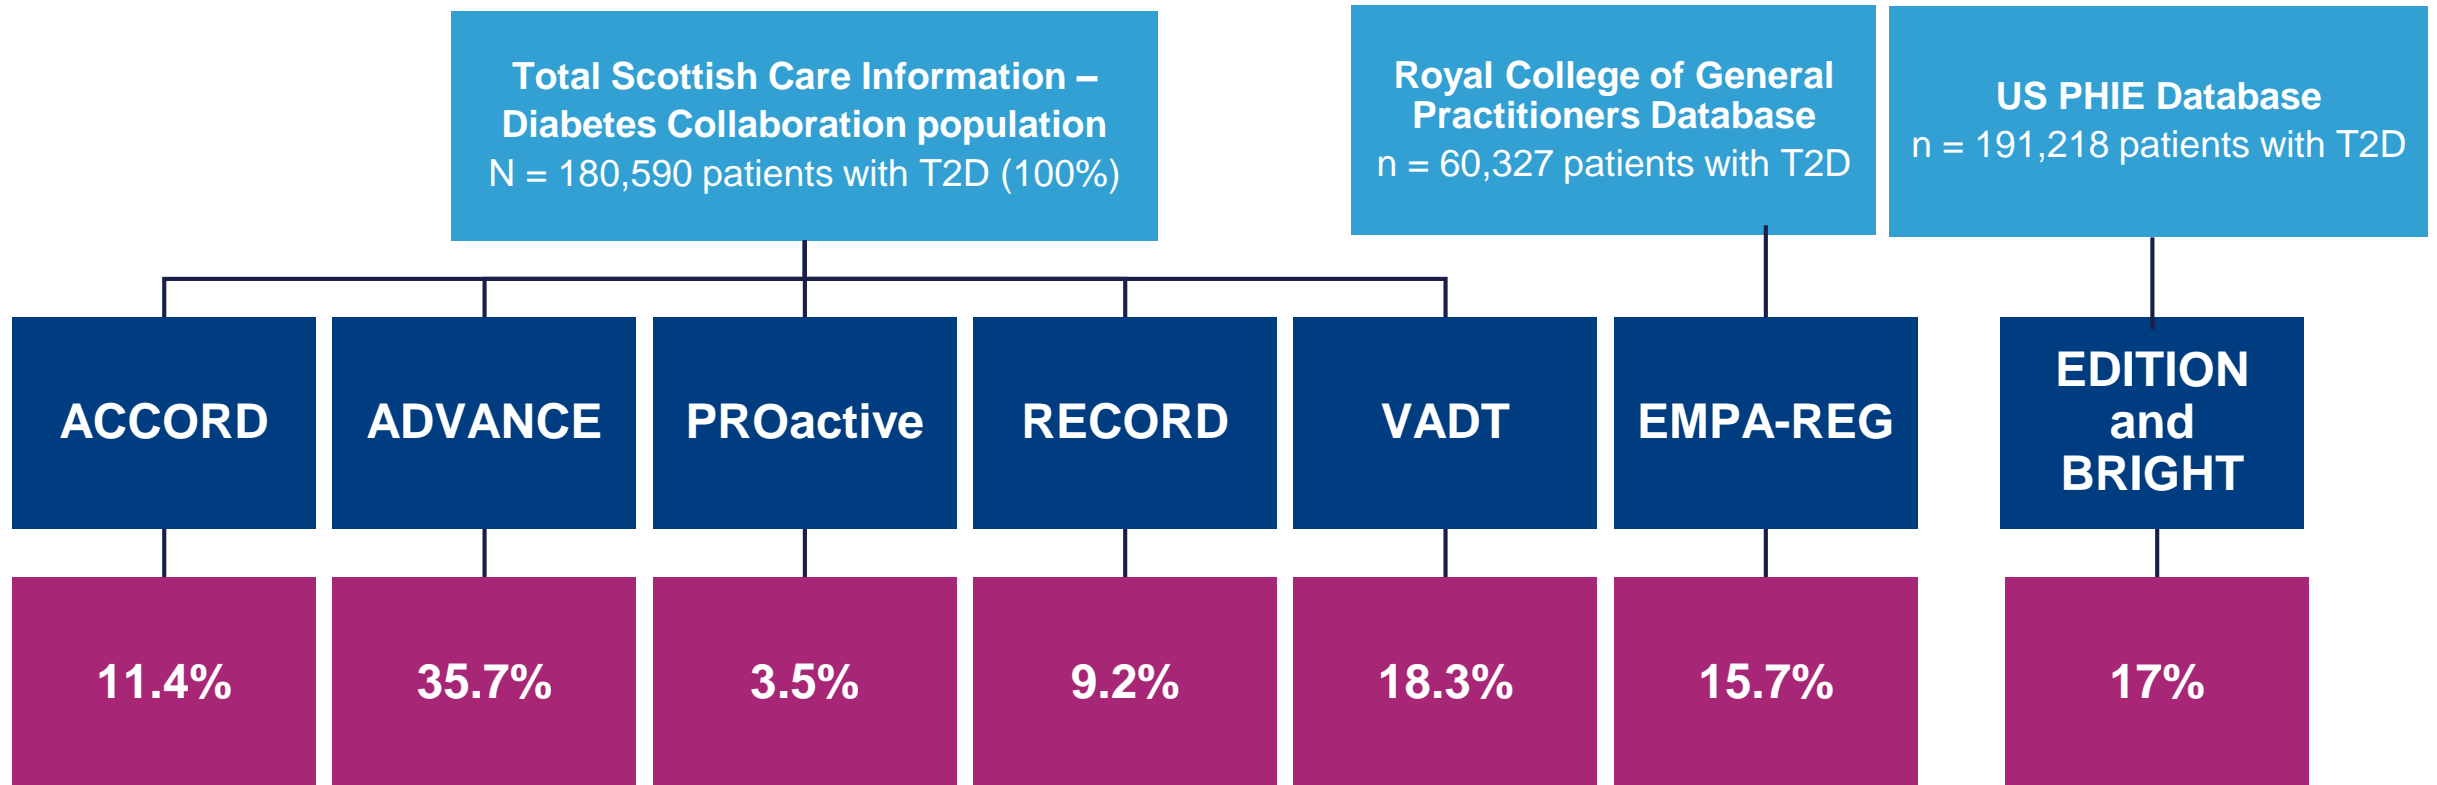 Total Scottish Care Information –
Diabetes Collaboration population
N = 180,590 patients with T2D (100%)
Royal College of General
Practitioners Database
n = 60,327 patients with T2D
US PHIE Database
n = 191,218 patients with T2D
ACCORD
ADVANCE
PROactive
RECORD
VADT
EMPA-REG
EDITION
and
BRIGHT
11.4%
35.7%
3.5%
9.2%
18.3%
15.7%
17%